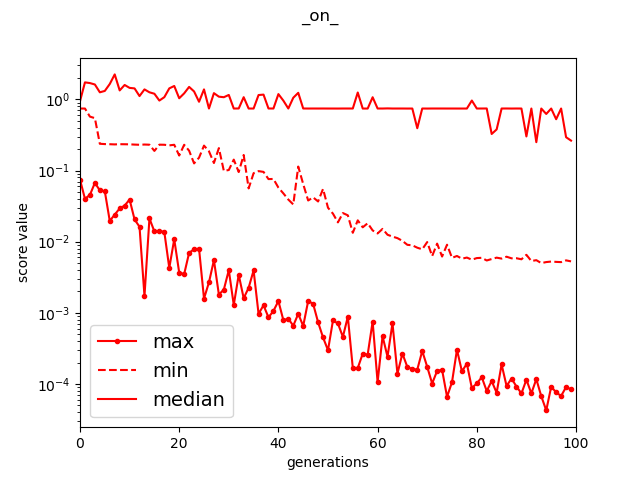 _on_
score value
10⁰
10⁻¹
10⁻²
10⁻³
10⁻⁴
max
min
median
0
20
40
60
80
100
generations